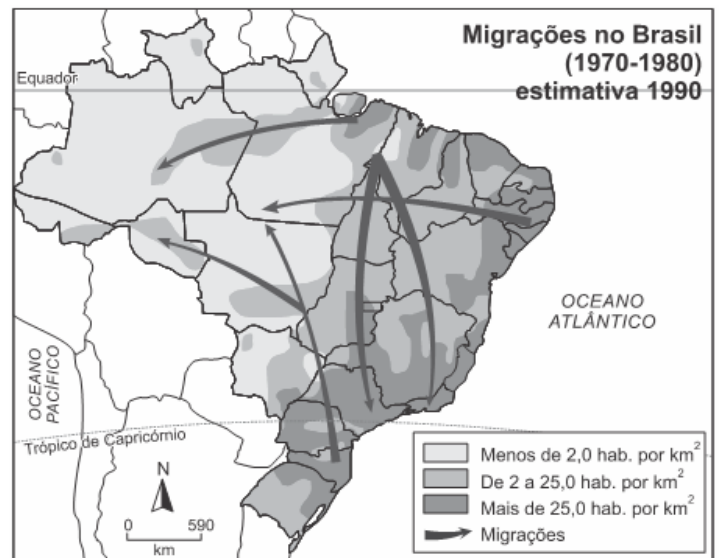 Migrações no Brasil
(1970-1980)
estimativa 1990
Equador
OCEANO
ATLÂNTICO
OCEANO
PACÍFICO
Trópico de Capricórnio
N
0 590
km
Menos de 2,0 hab. por km²
De 2 a 25,0 hab. por km²
Mais de 25,0 hab. por km²
Migrações